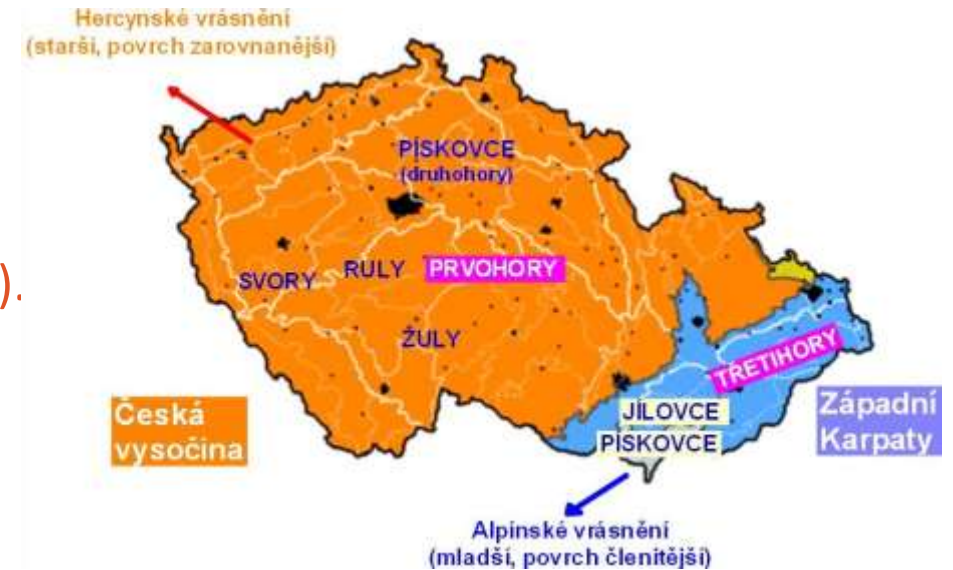 Hercynské vrásnění
(starší, povrch zarovnanější)
PÍSKOVCE
(druhohory)
SVORY RULY PRVOHORY
).
ŽULY
TŘETIHORY
Česká
vysočina
JÍLOVCE
PÍSKOVCE
Západní
Karpaty
Alpinské vrásnění
(mladší, povrch členitější)